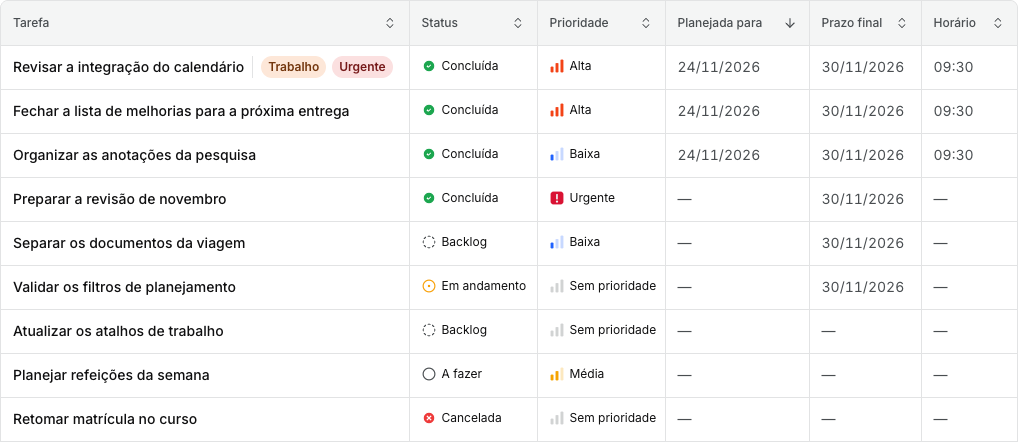 Tarefa Status Prioridade Planejada para Prazo final Horário
Revisar a integração do calendário Trabalho Urgente Concluída Alta 24/11/2026 30/11/2026 09:30
Fechar a lista de melhorias para a próxima entrega Concluída Alta 24/11/2026 30/11/2026 09:30
Organizar as anotações da pesquisa Concluída Baixa 24/11/2026 30/11/2026 09:30
Preparar a revisão de novembro Concluída Urgente — 30/11/2026 —
Separar os documentos da viagem Backlog Baixa — 30/11/2026 —
Validar os filtros de planejamento Em andamento Sem prioridade — 30/11/2026 —
Atualizar os atalhos de trabalho Backlog Sem prioridade — — —
Planejar refeições da semana A fazer Média — — —
Retomar matrícula no curso Cancelada Sem prioridade — — —